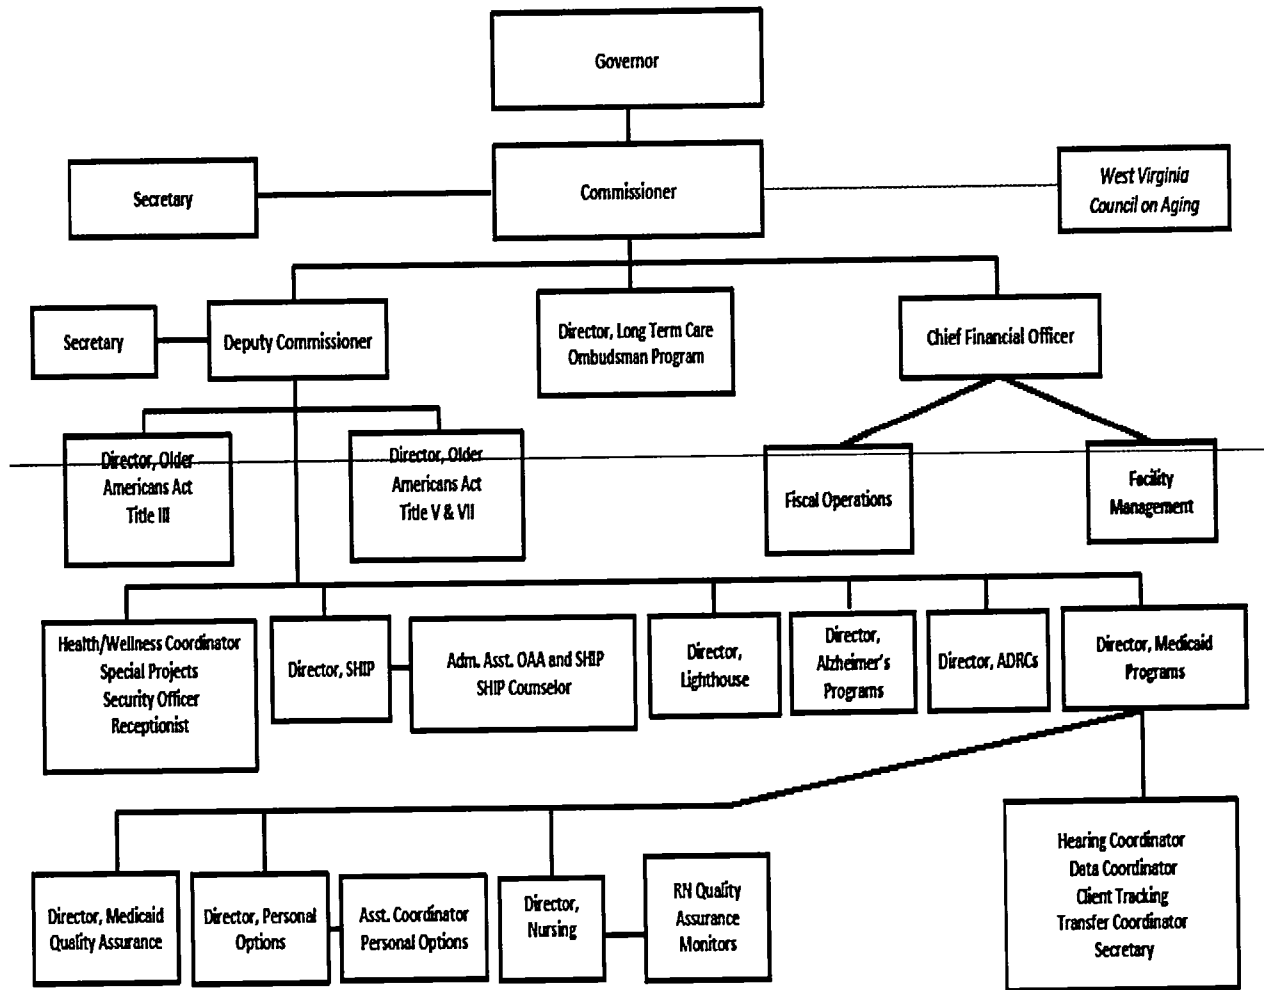 Governor
Secretary
Commissioner
West Virginia
Council on Aging
Secretary
Deputy Commissioner
Director, Long Term Care
Ombudsman Program
Chief Financial Officer
Director, Older
Americans Act
Title III
Director, Older
Americans Act
Title V & VII
Fiscal Operations
Facility
Management
Health/Wellness Coordinator
Special Projects
Security Officer
Receptionist
Director, SHIP
Adm. Asst. OAA and SHIP
SHIP Counselor
Director,
Lighthouse
Director,
Alzheimer's
Programs
Director, ADRCs
Director, Medicaid
Programs
Director, Medicaid
Quality Assurance
Director, Personal
Options
Asst. Coordinator
Personal Options
Director,
Nursing
RN Quality
Assurance
Monitors
Hearing Coordinator
Data Coordinator
Client Tracking
Transfer Coordinator
Secretary